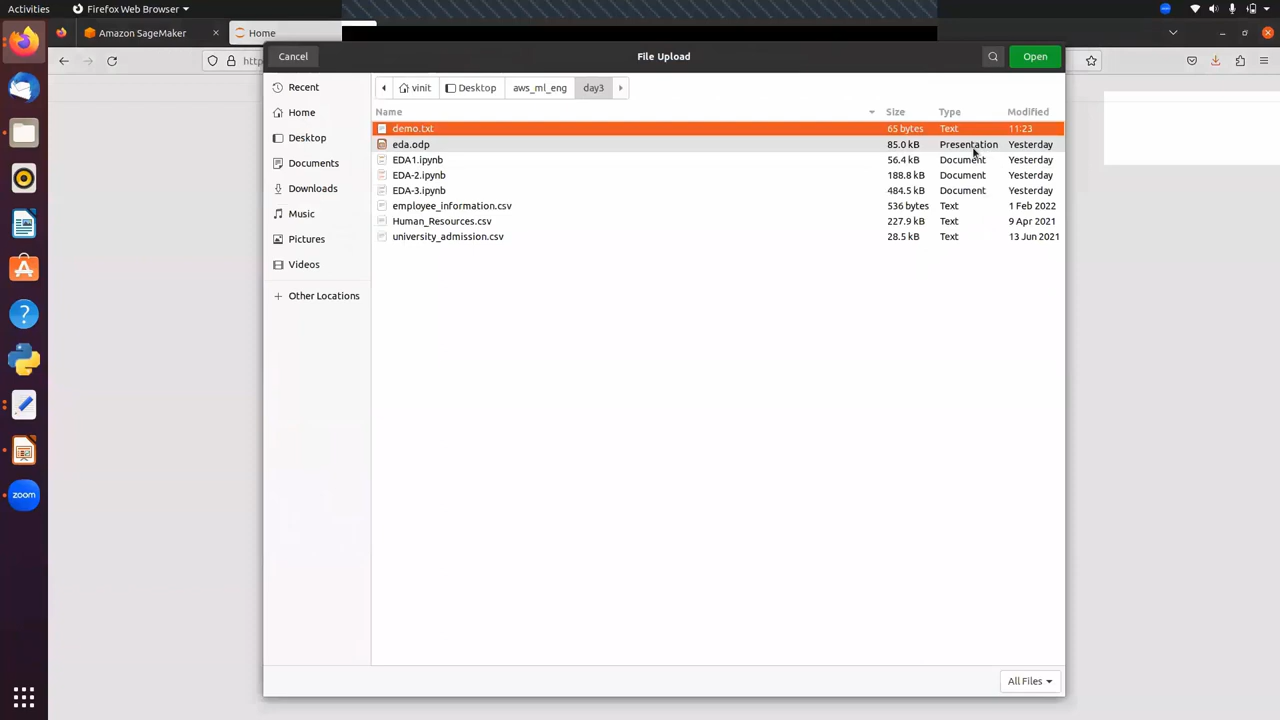 Activities Firefox Web Browser
Amazon SageMaker × Home
Cancel File Upload Open
Recent vinit Desktop aws_ml_eng day3
Home Name Size Type Modified
Desktop demo.txt 65 bytes Text 11:23
eda.odp 85.0 kB Presentation Yesterday
Documents EDA1.ipynb 56.4 kB Document Yesterday
EDA-2.ipynb 188.8 kB Document Yesterday
Downloads EDA-3.ipynb 484.5 kB Document Yesterday
Music employee_information.csv 536 bytes Text 1 Feb 2022
Human_Resources.csv 227.9 kB Text 9 Apr 2021
Pictures university_admission.csv 28.5 kB Text 13 Jun 2021
Videos
+ Other Locations
zoom
All Files